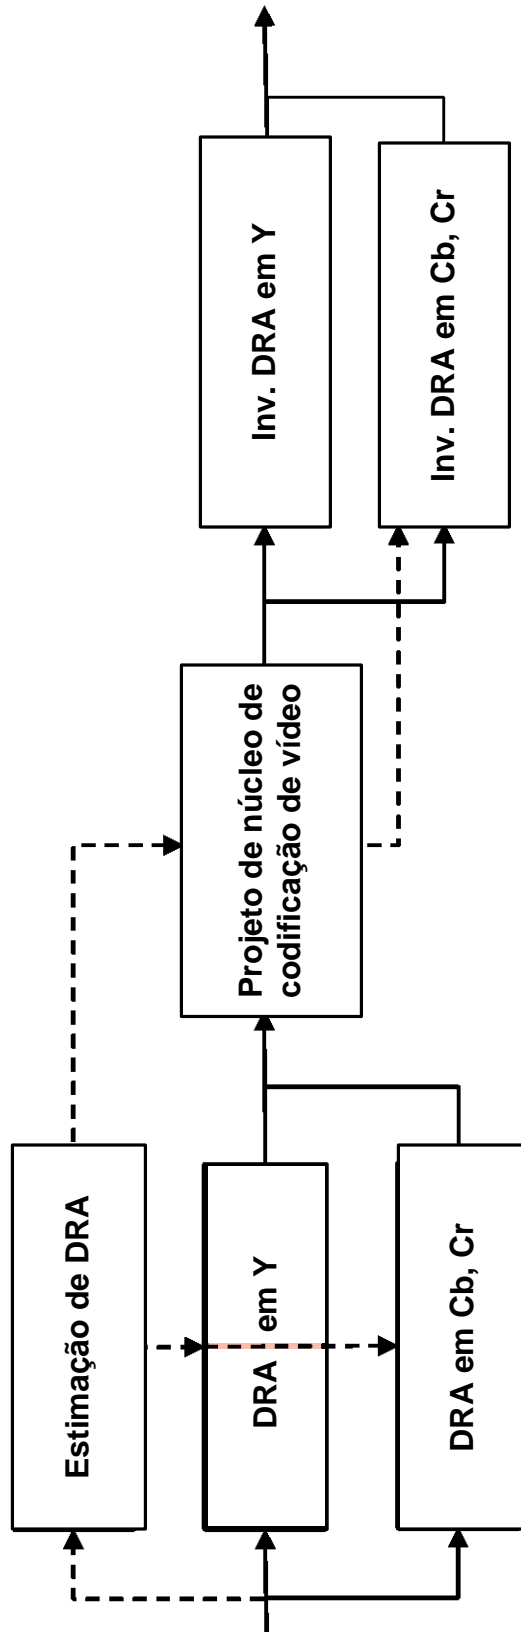 Estimação de DRA
DRA em Y
DRA em Cb, Cr
Projeto de núcleo de
codificação de vídeo
Inv. DRA em Y
Inv. DRA em Cb, Cr